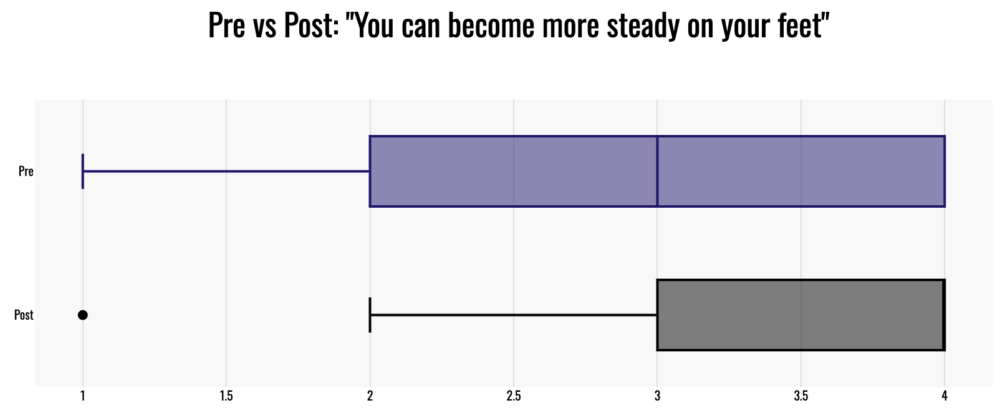 Pre vs Post: "You can become more steady on your feet"
Pre
Post
1 1.5 2 2.5 3 3.5 4